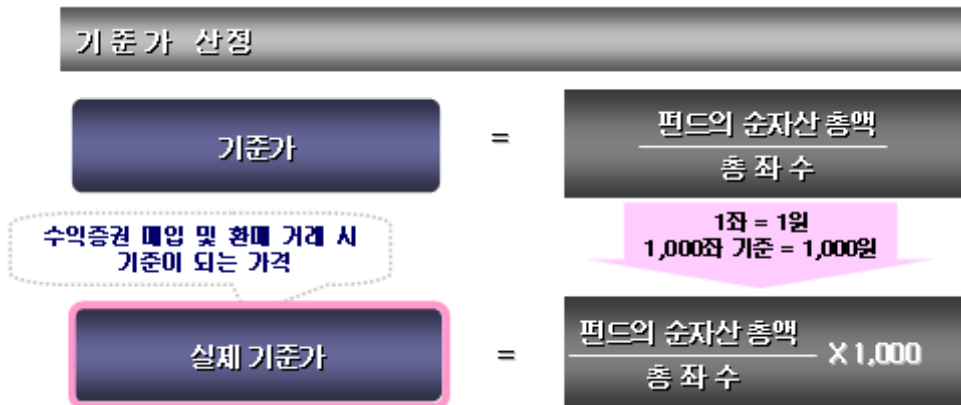 기준가 산정
기준가
=
펀드의 순자산 총액
총 좌 수
수익증권 매입 및 환매 거래 시
기준이 되는 가격
1좌 = 1원
1,000좌 기준 = 1,000원
실제 기준가
=
펀드의 순자산 총액
총 좌 수
X 1,000